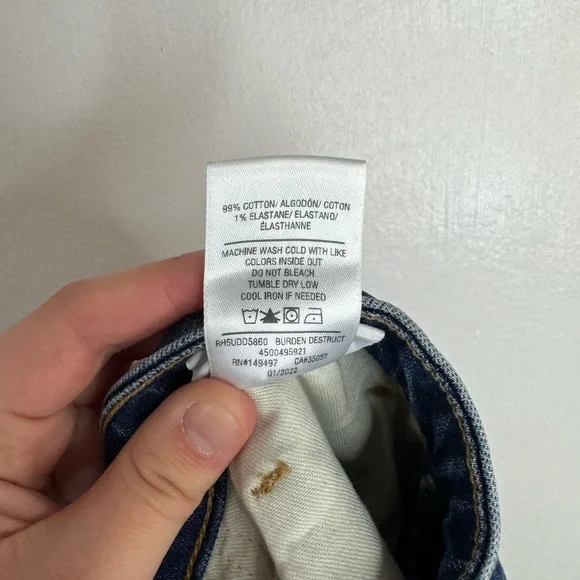 99% COTTON/ ALGODÓN/ COTON
1% ELASTANE/ ELASTANO/
ÉLASTHANNE
MACHINE WASH COLD WITH LIKE
COLORS INSIDE OUT
DO NOT BLEACH
TUMBLE DRY LOW
COOL IRON IF NEEDED
RH5UDD5860 BURDEN DESTRUCT
4500495921
RN#149497 CA#35097
01/2022